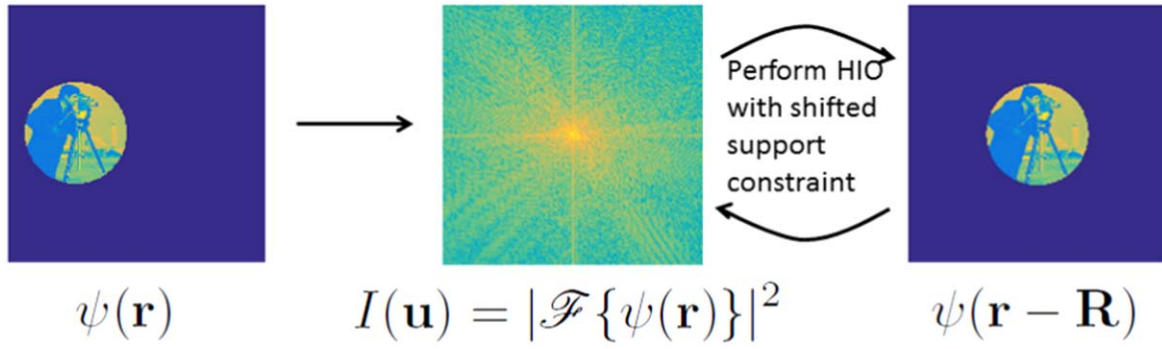 Perform HIO
with shifted
support
constraint
ψ(r)
I(u) = |ℱ{ψ(r)}|²
ψ(r − R)